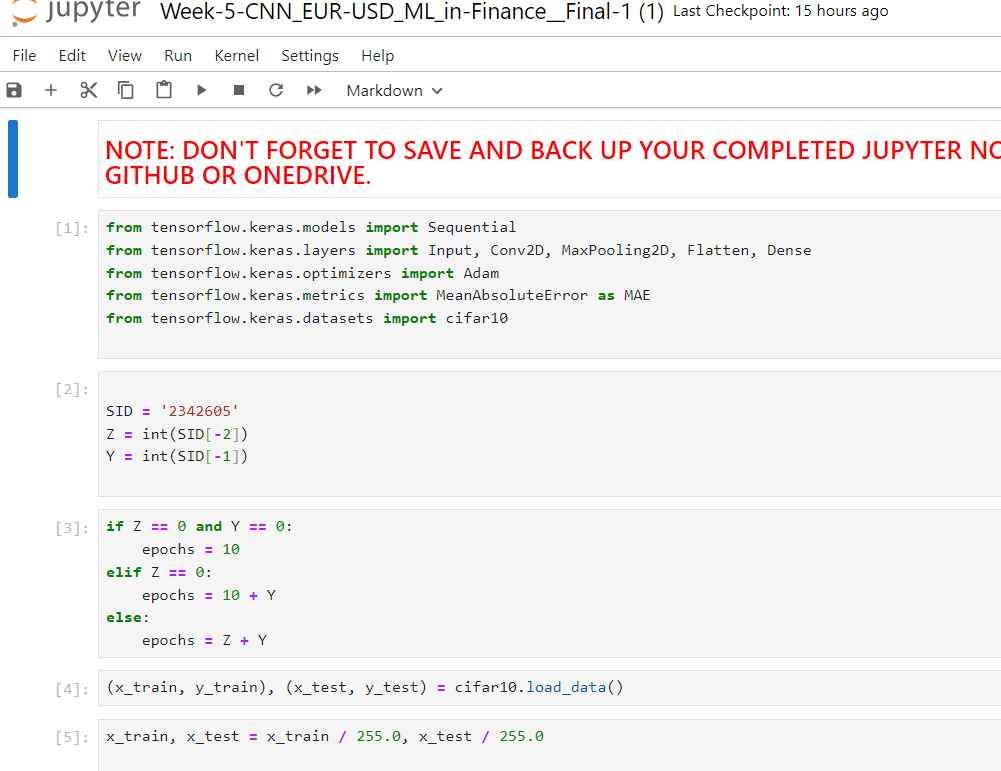 jupyter Week-5-CNN_EUR-USD_ML_in-Finance__Final-1 (1) Last Checkpoint: 15 hours ago
File Edit View Run Kernel Settings Help
Markdown
NOTE: DON'T FORGET TO SAVE AND BACK UP YOUR COMPLETED JUPYTER
GITHUB OR ONEDRIVE.
[1]: from tensorflow.keras.models import Sequential
from tensorflow.keras.layers import Input, Conv2D, MaxPooling2D, Flatten, Dense
from tensorflow.keras.optimizers import Adam
from tensorflow.keras.metrics import MeanAbsoluteError as MAE
from tensorflow.keras.datasets import cifar10
[2]:
SID = '2342605'
Z = int(SID[-2])
Y = int(SID[-1])
[3]: if Z == 0 and Y == 0:
    epochs = 10
elif Z == 0:
    epochs = 10 + Y
else:
    epochs = Z + Y
[4]: (x_train, y_train), (x_test, y_test) = cifar10.load_data()
[5]: x_train, x_test = x_train / 255.0, x_test / 255.0